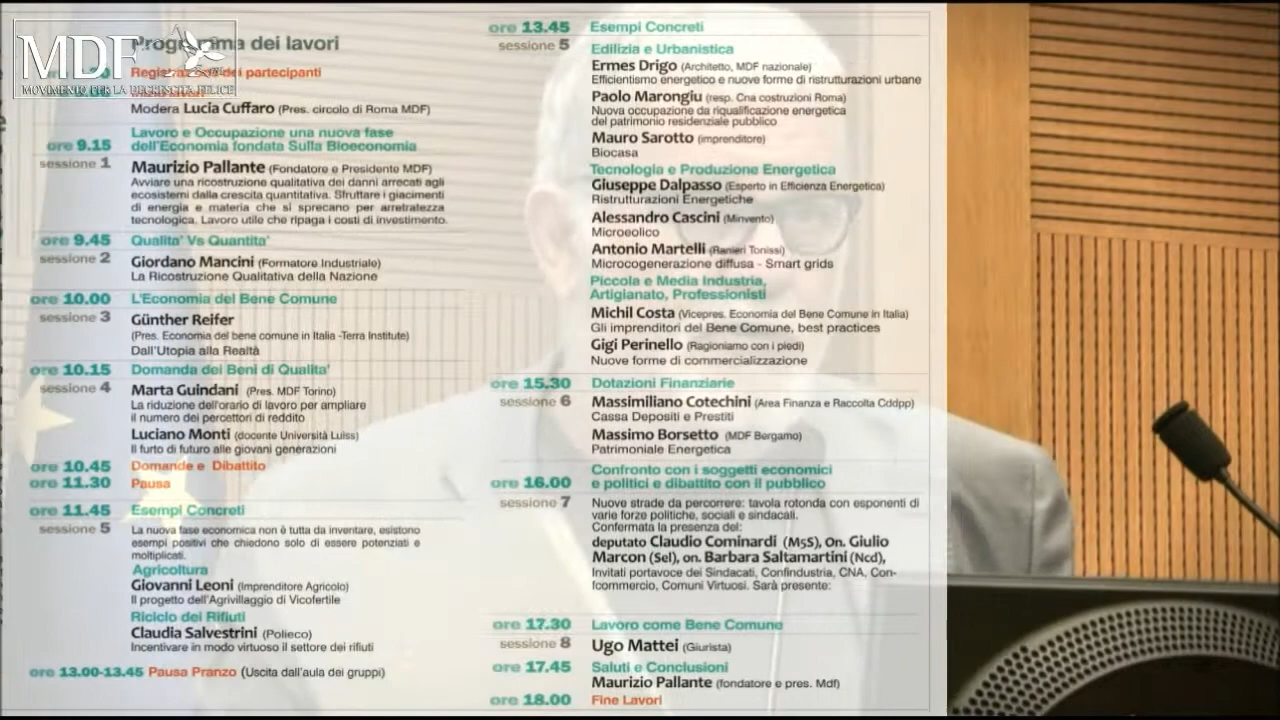 MDF
MOVIMENTO PER LA DECRESCITA FELICE
Programma dei lavori
Registrazione dei partecipanti
Modera Lucia Cuffaro (Pres. circolo di Roma MDF)
ore 9.15
sessione 1
Lavoro e Occupazione una nuova fase
dell'Economia fondata Sulla Bioeconomia
Maurizio Pallante (Fondatore e Presidente MDF)
Avviare una ricostruzione qualitativa dei danni arrecati agli
ecosistemi dalla crescita quantitativa. Sfruttare i giacimenti
di energia e materia che si sprecano per arretratezza
tecnologica. Lavoro utile che ripaga i costi di investimento.
ore 9.45 Qualita' Vs Quantita'
sessione 2
Giordano Mancini (Formatore Industriale)
La Ricostruzione Qualitativa della Nazione
ore 10.00 L'Economia del Bene Comune
sessione 3
Günther Reifer
(Pres. Economia del bene comune in Italia -Terra Institute)
Dall'Utopia alla Realtà
ore 10.15 Domanda dei Beni di Qualita'
sessione 4
Marta Guindani (Pres. MDF Torino)
La riduzione dell'orario di lavoro per ampliare
il numero dei percettori di reddito
Luciano Monti (docente Università Luiss)
Il furto di futuro alle giovani generazioni
ore 10.45 Domande e Dibattito
ore 11.30 Pausa
ore 11.45 Esempi Concreti
sessione 5
La nuova fase economica non è tutta da inventare, esistono
esempi positivi che chiedono solo di essere potenziati e
moltiplicati.
Agricoltura
Giovanni Leoni (Imprenditore Agricolo)
Il progetto dell'Agrivillaggio di Vicofertile
Riciclo dei Rifiuti
Claudia Salvestrini (Polieco)
Incentivare in modo virtuoso il settore dei rifiuti
ore 13.00-13.45 Pausa Pranzo (Uscita dall'aula dei gruppi)
ore 13.45 Esempi Concreti
sessione 5
Edilizia e Urbanistica
Ermes Drigo (Architetto, MDF nazionale)
Efficientismo energetico e nuove forme di ristrutturazioni urbane
Paolo Marongiu (resp. Cna costruzioni Roma)
Nuova occupazione da riqualificazione energetica
del patrimonio residenziale pubblico
Mauro Sarotto (imprenditore)
Biocasa
Tecnologia e Produzione Energetica
Giuseppe Dalpasso (Esperto in Efficienza Energetica)
Ristrutturazioni Energetiche
Alessandro Cascini (Minvento)
Microeolico
Antonio Martelli (Ranieri Tonissi)
Microcogenerazione diffusa - Smart grids
Piccola e Media Industria,
Artigianato, Professionisti
Michil Costa (Vicepres. Economia del Bene Comune in Italia)
Gli imprenditori del Bene Comune, best practices
Gigi Perinello (Ragioniamo con i piedi)
Nuove forme di commercializzazione
ore 15.30 Dotazioni Finanziarie
sessione 6
Massimiliano Cotechini (Area Finanza e Raccolta Cddpp)
Cassa Depositi e Prestiti
Massimo Borsetto (MDF Bergamo)
Patrimoniale Energetica
ore 16.00
sessione 7
Confronto con i soggetti economici
e politici e dibattito con il pubblico
Nuove strade da percorrere: tavola rotonda con esponenti di
varie forze politiche, sociali e sindacali.
Confermata la presenza del:
deputato Claudio Cominardi (M5S), On. Giulio
Marcon (Sel), on. Barbara Saltamartini (Ncd),
Invitati portavoce dei Sindacati, Confindustria, CNA, Con-
fcommercio, Comuni Virtuosi. Sarà presente:
ore 17.30 Lavoro come Bene Comune
sessione 8
Ugo Mattei (Giurista)
ore 17.45 Saluti e Conclusioni
Maurizio Pallante (fondatore e pres. Mdf)
ore 18.00 Fine Lavori